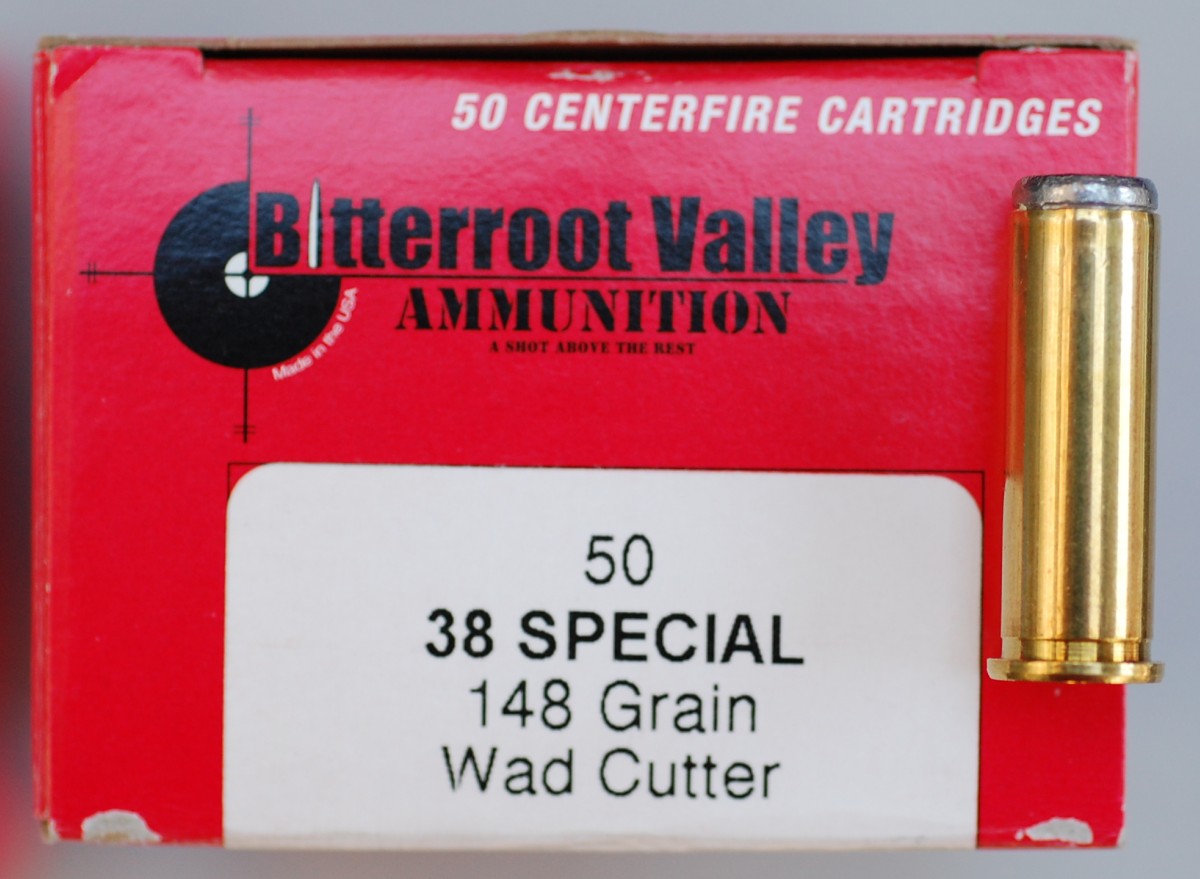 50 CENTERFIRE CARTRIDGES
Bitterroot Valley
AMMUNITION
A SHOT ABOVE THE REST
Made in the USA
50
38 SPECIAL
148 Grain
Wad Cutter